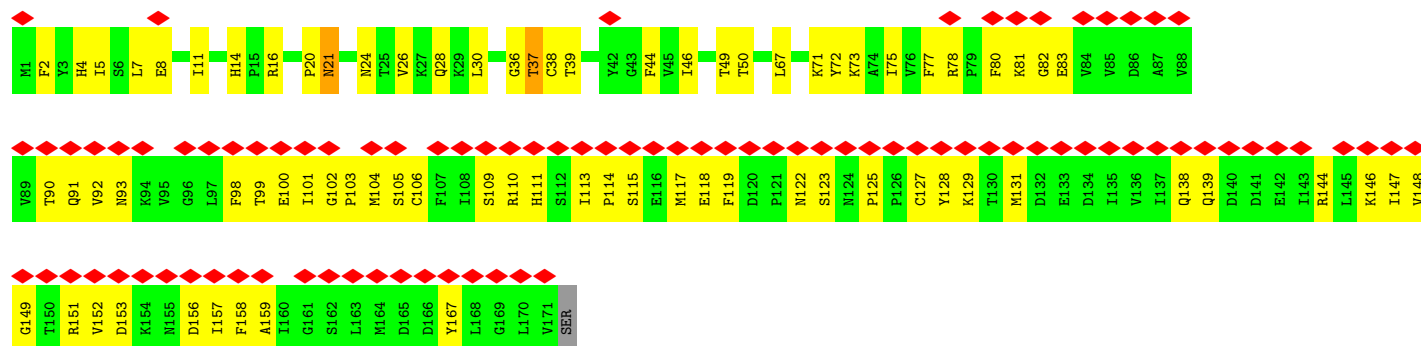 M1 F2 Y3 H4 I5 S6 L7 E8 I11 H14 P15 R16 P20 N21 N24 T25 V26 K27 Q28 K29 L30 G36 T37 C38 T39 Y42 G43 F44 V45 I46 T49 T50 L67 K71 Y72 K73 A74 I75 V76 F77 R78 P79 F80 K81 G82 E83 V84 V85 D86 A87 V88
V89 T90 Q91 V92 N93 K94 V95 G96 L97 F98 T99 E100 I101 G102 P103 M104 S105 C106 F107 I108 S109 R110 H111 S112 I113 P114 S115 E116 M117 E118 F119 D120 P121 N122 S123 N124 P125 P126 C127 Y128 K129 T130 M131 D132 E133 D134 I135 V136 I137 Q138 Q139 D140 D141 E142 I143 R144 L145 K146 I147 V148
G149 T150 R151 V152 D153 K154 N155 D156 I157 F158 A159 I160 G161 S162 L163 M164 D165 D166 Y167 L168 G169 L170 V171 SER